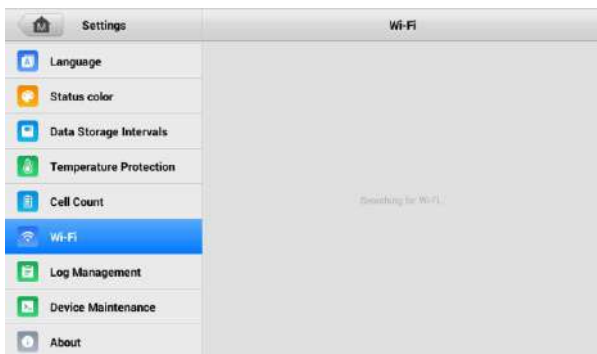 Settings
Wi-Fi
Language
Status color
Data Storage Intervals
Temperature Protection
Cell Count
Wi-Fi
Log Management
Device Maintenance
About
Searching for Wi-Fi...